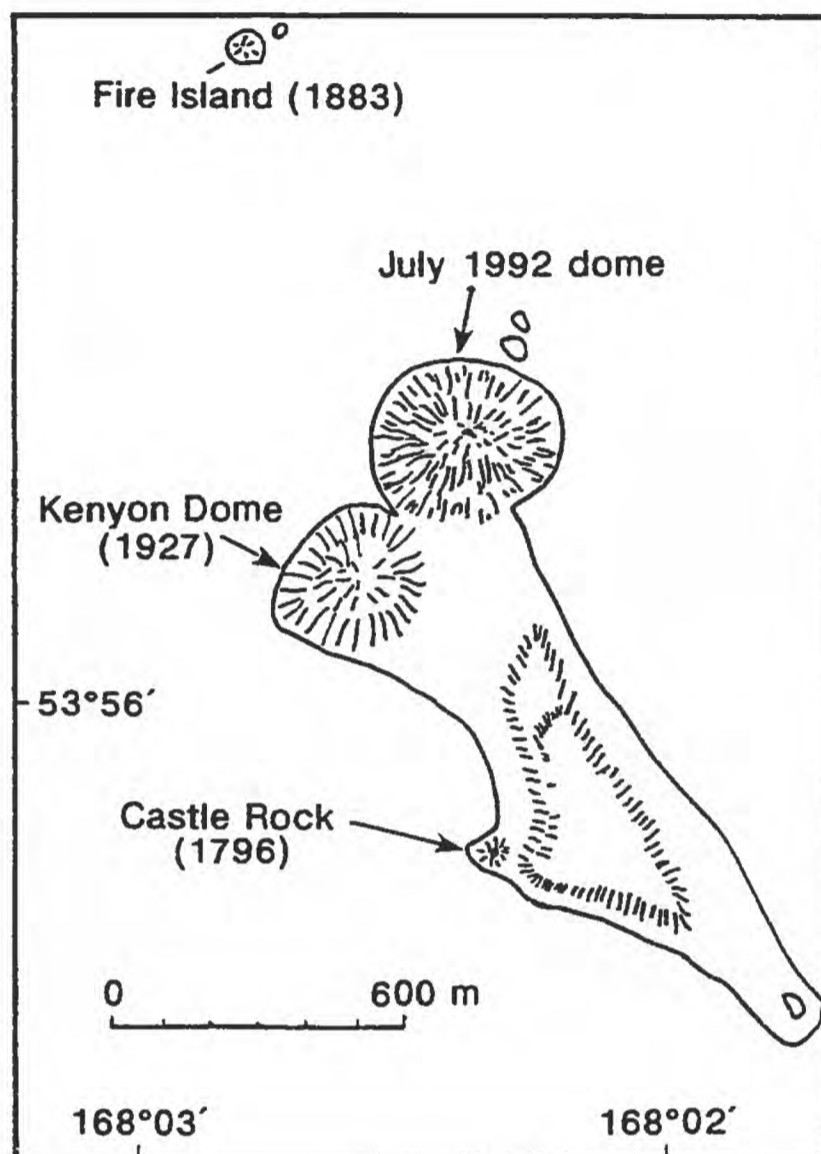 Fire Island (1883)
July 1992 dome
Kenyon Dome
(1927)
53°56′
Castle Rock
(1796)
0 600 m
168°03′ 168°02′